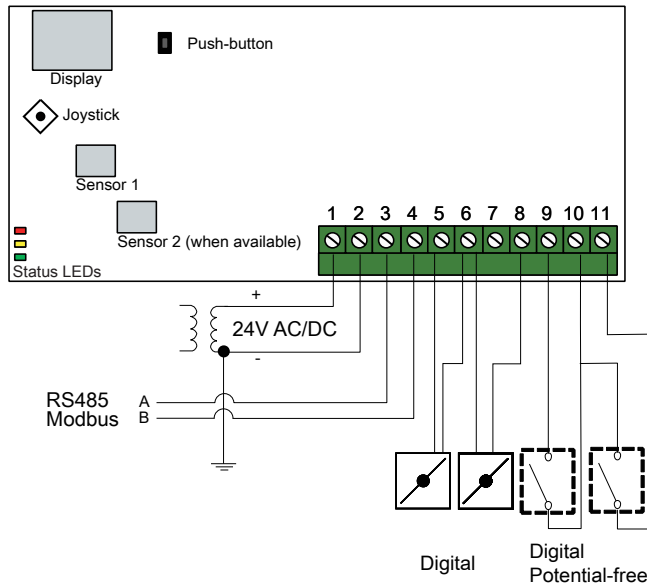 Push-button
Display
Joystick
Sensor 1
Sensor 2 (when available)
1 2 3 4 5 6 7 8 9 10 11
Status LEDs
+
24V AC/DC
-
RS485 A
Modbus B
Digital
Digital
Potential-free